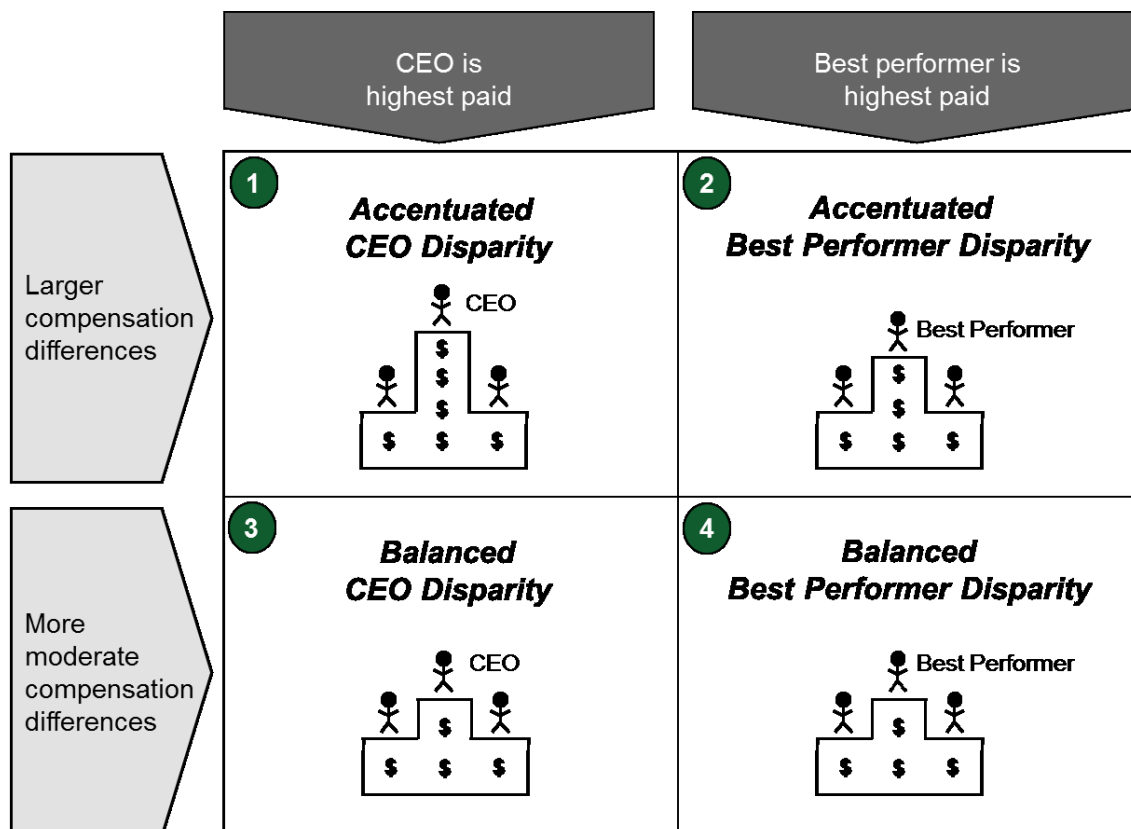 CEO is
highest paid
Best performer is
highest paid
Larger
compensation
differences
1
Accentuated
CEO Disparity
CEO
$
$
$
$ $ $
2
Accentuated
Best Performer Disparity
Best Performer
$
$
$ $ $
More
moderate
compensation
differences
3
Balanced
CEO Disparity
CEO
$
$ $ $
4
Balanced
Best Performer Disparity
Best Performer
$
$ $ $